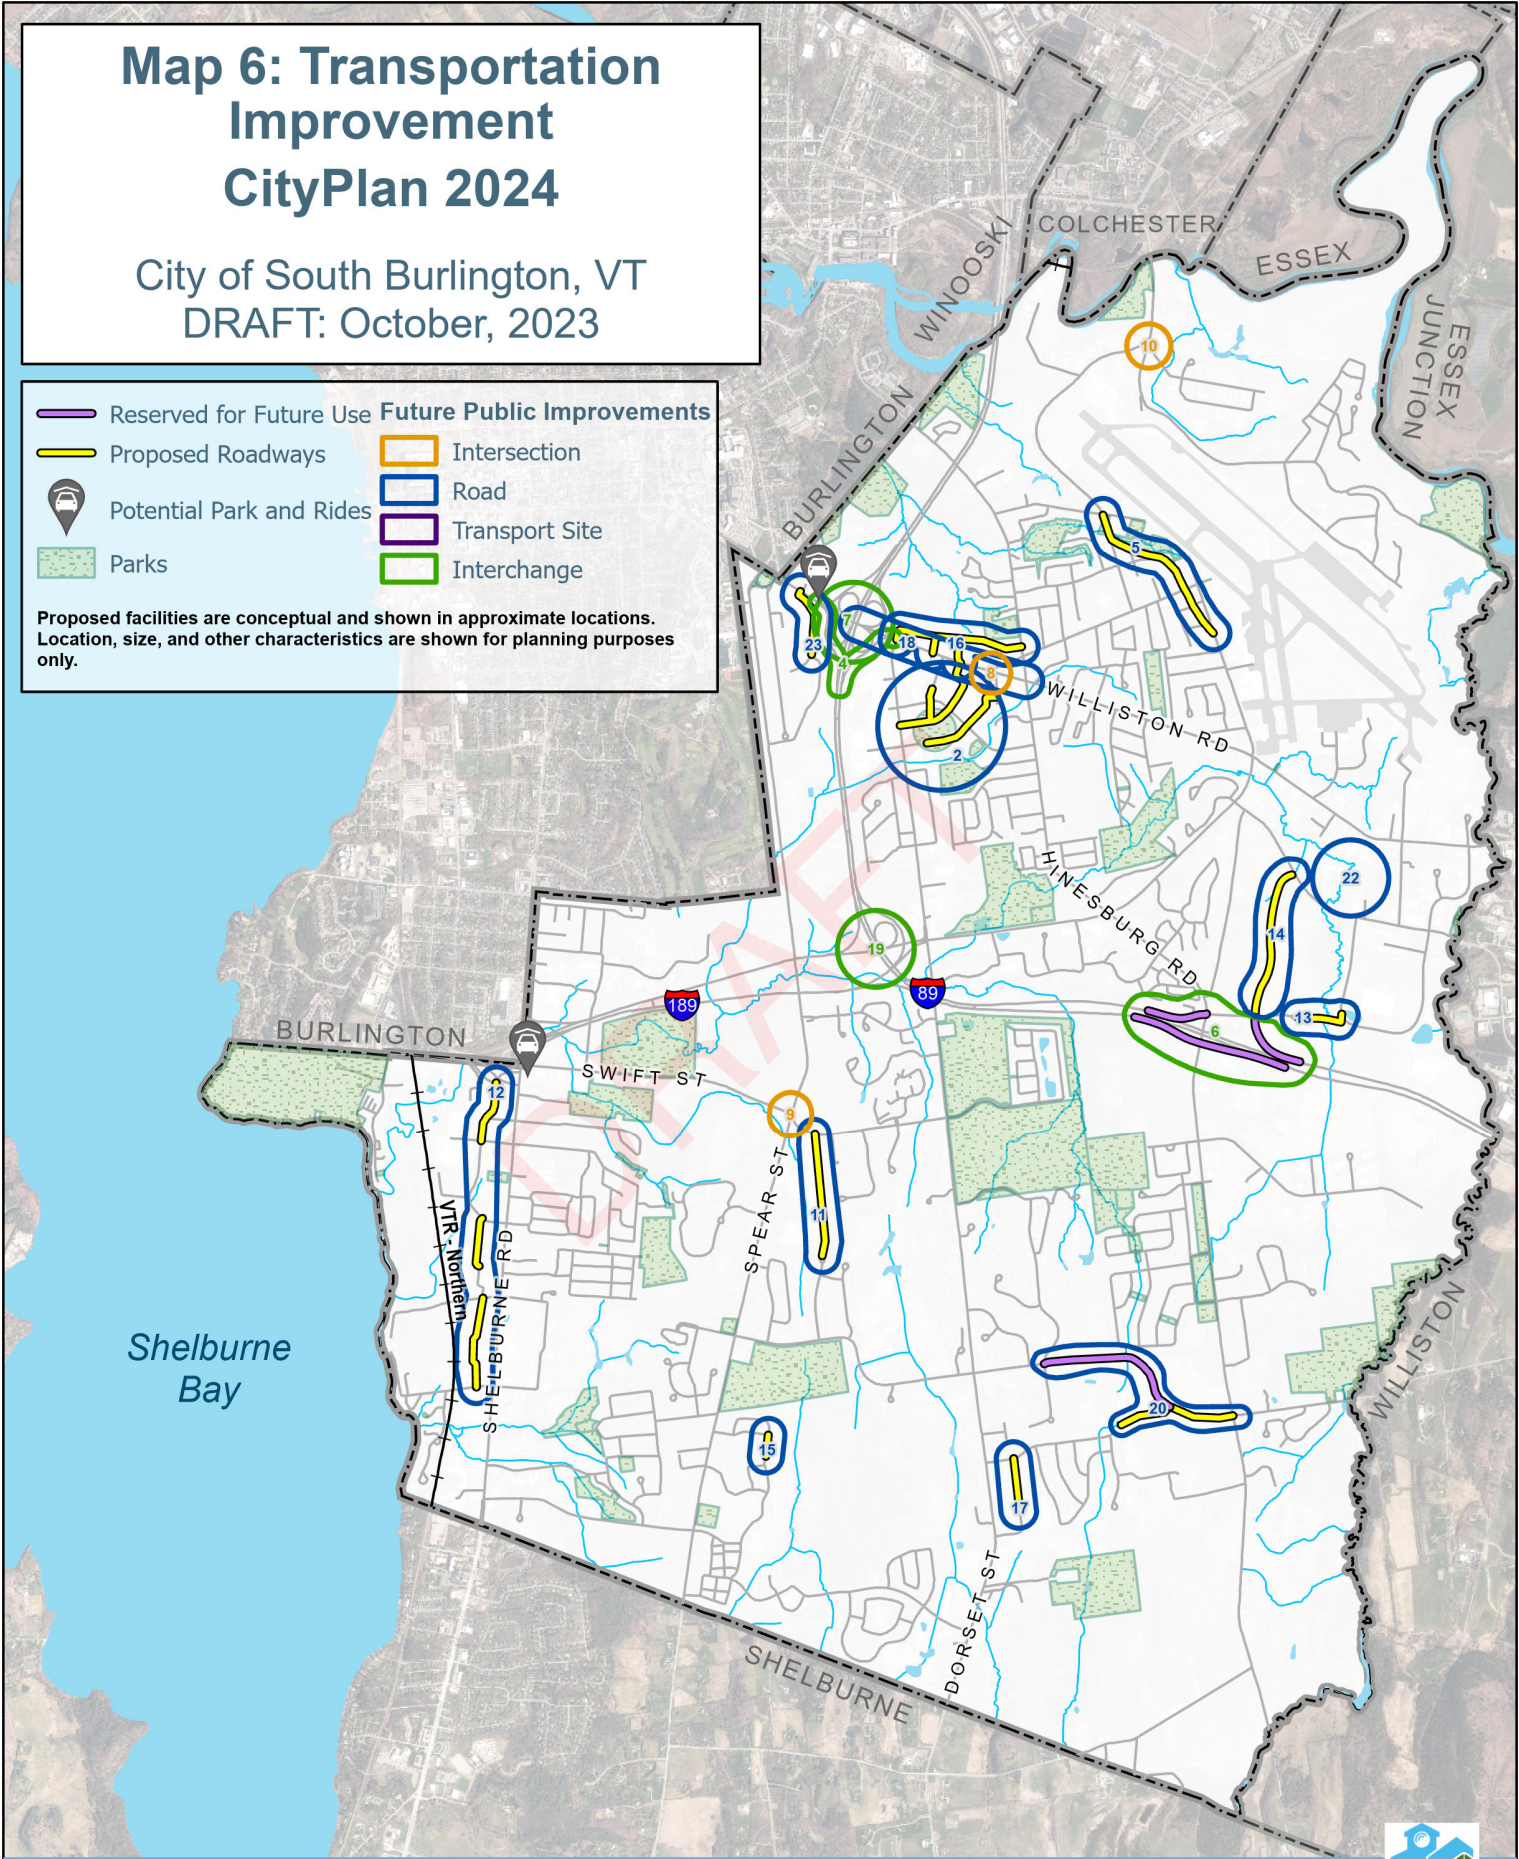 Map 6: Transportation
Improvement
CityPlan 2024
City of South Burlington, VT
DRAFT: October, 2023
Reserved for Future Use
Proposed Roadways
Potential Park and Rides
Parks
Future Public Improvements
Intersection
Road
Transport Site
Interchange
Proposed facilities are conceptual and shown in approximate locations.
Location, size, and other characteristics are shown for planning purposes
only.
COLCHESTER
WINOOSKI
ESSEX
ESSEX
JUNCTION
BURLINGTON
10
5
7
23
18
16
4
8
2
WILLISTON RD
HINESBURG RD
22
14
19
89
189
13
6
BURLINGTON
SWIFT ST
12
9
11
SPEAR ST
VTR - Northern
SHELBURNE RD
Shelburne
Bay
WILLISTON
20
15
17
DORSET ST
SHELBURNE
DRAFT